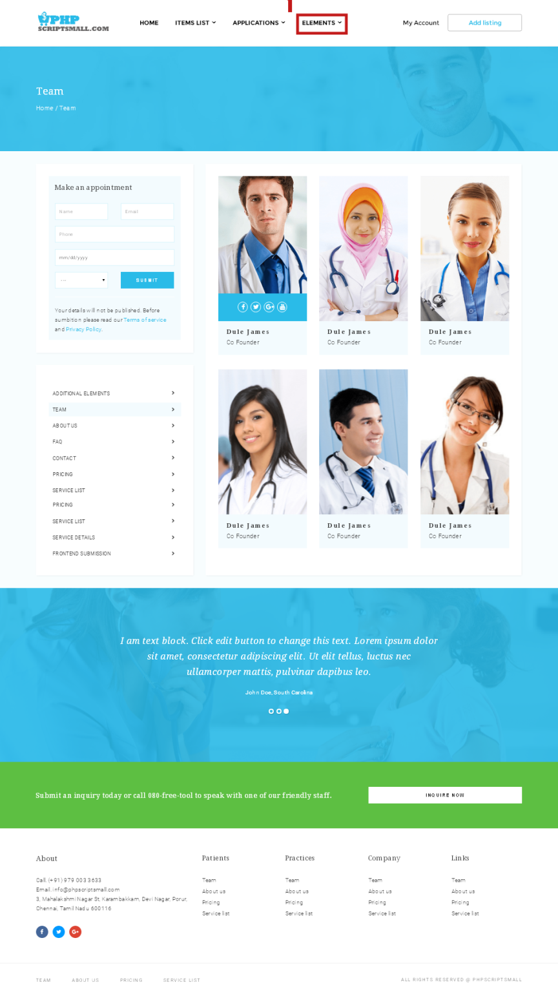 PHP
SCRIPTSMALL.COM
HOME
ITEMS LIST
APPLICATIONS
ELEMENTS
My Account
Add listing
Team
Home / Team
Make an appointment
Name
Email
Phone
mm/dd/yyyy
---
SUBMIT
Your details will not be published. Before
sumbition please read our Terms of service
and Privacy Policy.
ADDITIONAL ELEMENTS
TEAM
ABOUT US
FAQ
CONTACT
PRICING
SERVICE LIST
PRICING
SERVICE LIST
SERVICE DETAILS
FRONTEND SUBMISSION
Dule James
Co Founder
Dule James
Co Founder
Dule James
Co Founder
Dule James
Co Founder
Dule James
Co Founder
Dule James
Co Founder
I am text block. Click edit button to change this text. Lorem ipsum dolor
sit amet, consectetur adipiscing elit. Ut elit tellus, luctus nec
ullamcorper mattis, pulvinar dapibus leo.
John Doe, South Carolina
Submit an inquiry today or call 080-free-tool to speak with one of our friendly staff.
INQUIRE NOW
About
Call: (+91) 979 003 3633
Email: info@phpscriptsmall.com
3, Mahalakshmi Nagar St, Karambakkam, Devi Nagar, Porur,
Chennai, Tamil Nadu 600116
Patients
Team
About us
Pricing
Service list
Practices
Team
About us
Pricing
Service list
Company
Team
About us
Pricing
Service list
Links
Team
About us
Pricing
Service list
TEAM
ABOUT US
PRICING
SERVICE LIST
ALL RIGHTS RESERVED @ PHPSCRIPTSMALL